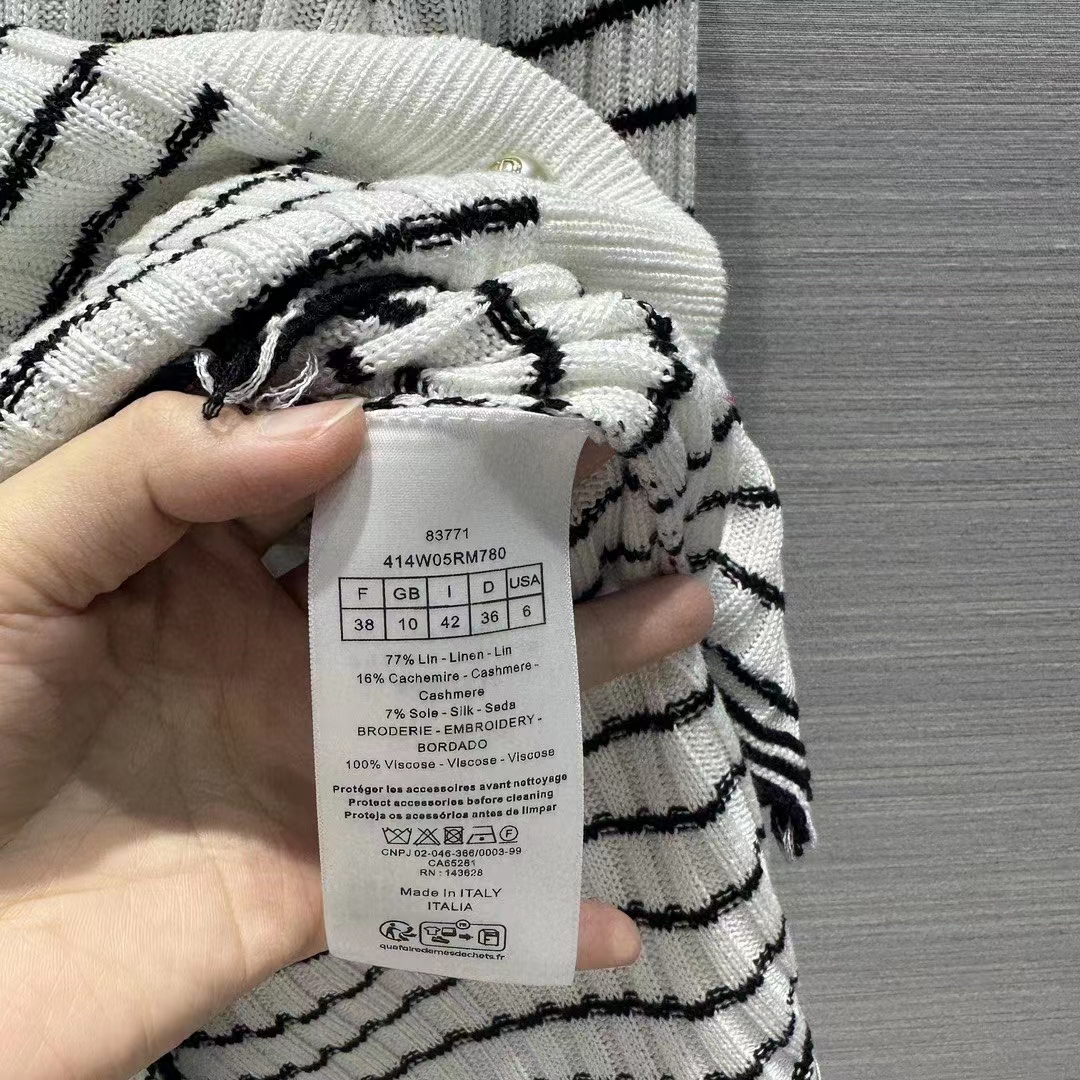 83771
414W05RM780
F GB I D USA
38 10 42 36 6
77% Lin - Linen - Lin
16% Cachemire - Cashmere -
Cashmere
7% Soie - Silk - Seda
BRODERIE - EMBROIDERY -
BORDADO
100% Viscose - Viscose - Viscose
Protéger les accessoires avant nettoyage
Protect accessories before cleaning
Proteja os acessórios antes de limpar
F
CNPJ 02-046-366/0003-99
CA65281
RN : 143628
Made in ITALY
ITALIA
FR
quefairedemesdechets.fr